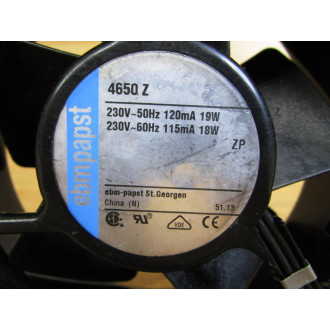 ebmpapst
4650 Z
230V~50Hz 120mA 19W
230V~60Hz 115mA 18W
ZP
ebm-papst St.Georgen
China (N)
51.13
VDE
CE